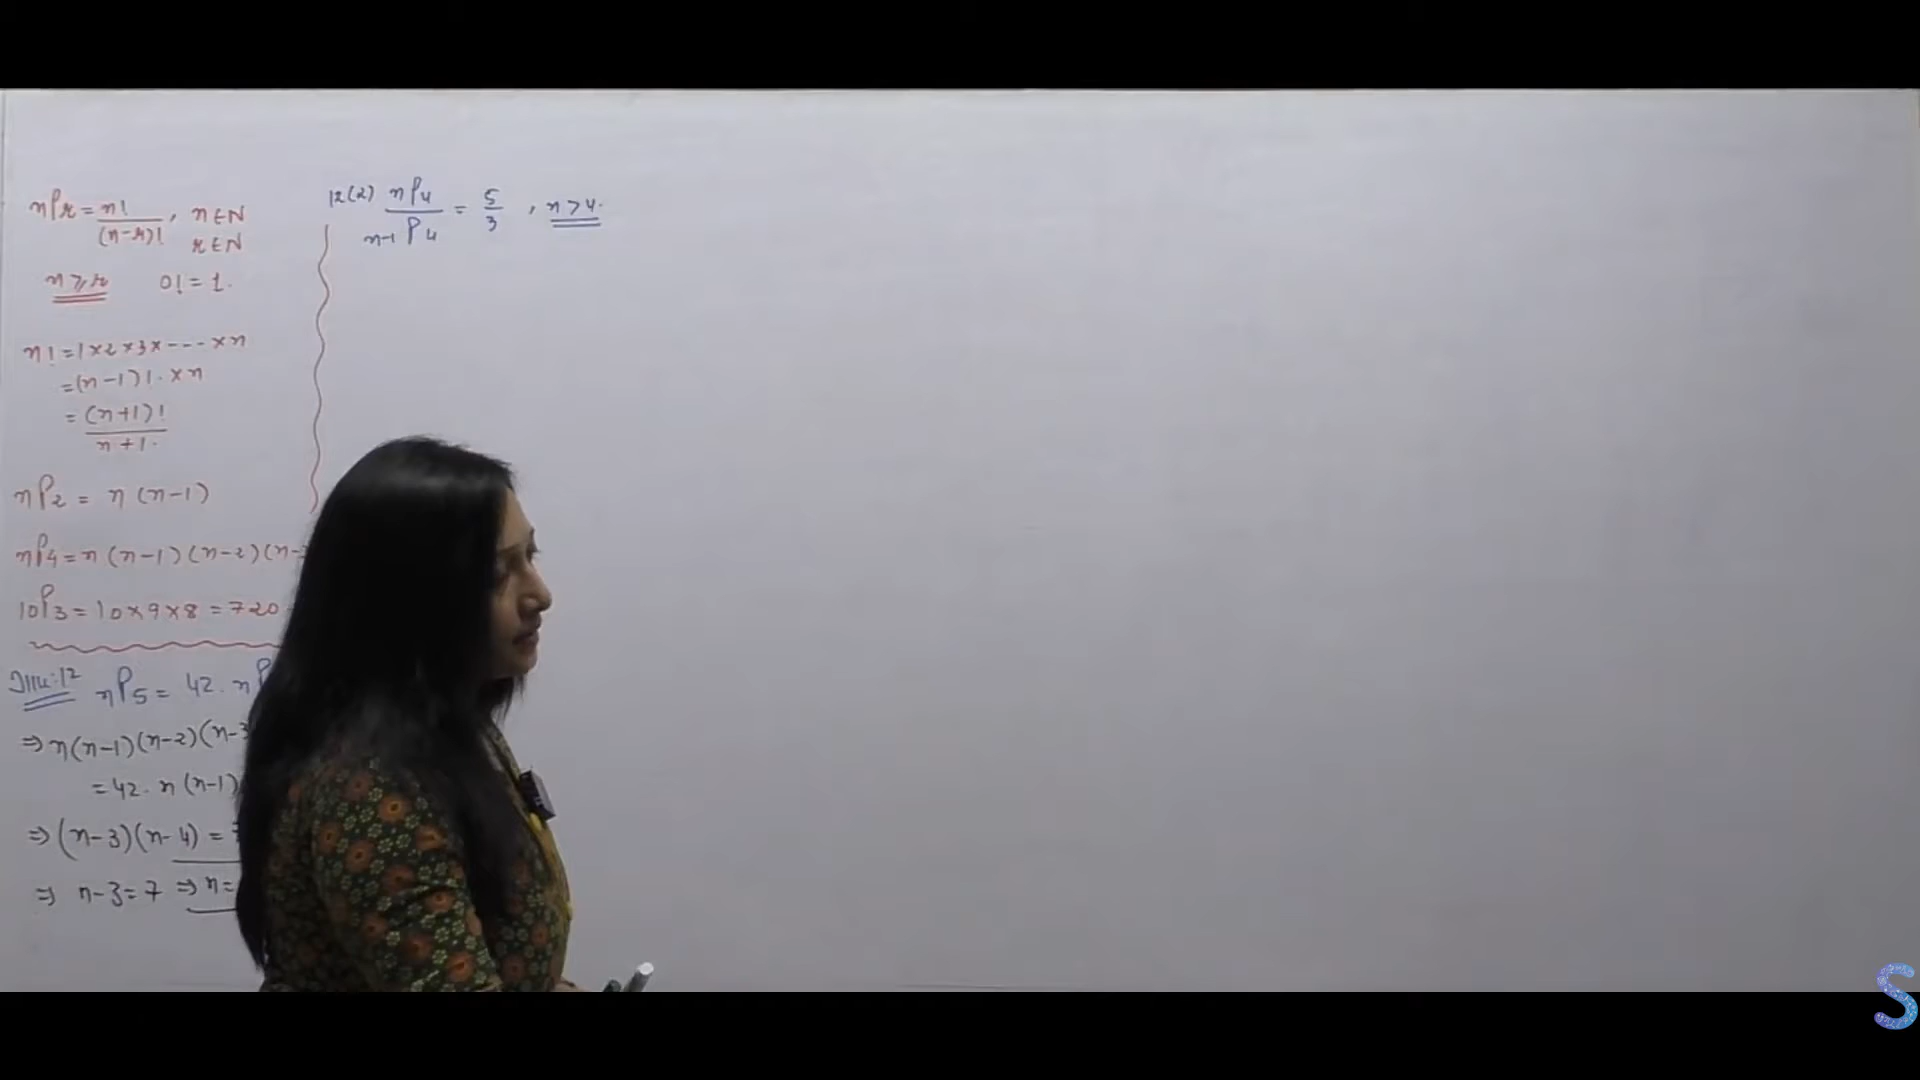 nPr = n! / (n-r)! , n∈N
r∈N
n ≥ r 0! = 1.
n! = 1×2×3×---×n
= (n-1)! . × n
= (n+1)! / n+1.
nP2 = n (n-1)
nP4 = n (n-1) (n-2) (n-
10P3 = 10×9×8 = 720
Illu:12 nP5 = 42. nP
⇒ n(n-1)(n-2)(n-3
= 42. n (n-1)
⇒ (n-3)(n-4) =
⇒ n-3=7 ⇒ n=
12(2) nP4 / n-1P4 = 5/3 , n>4.
S